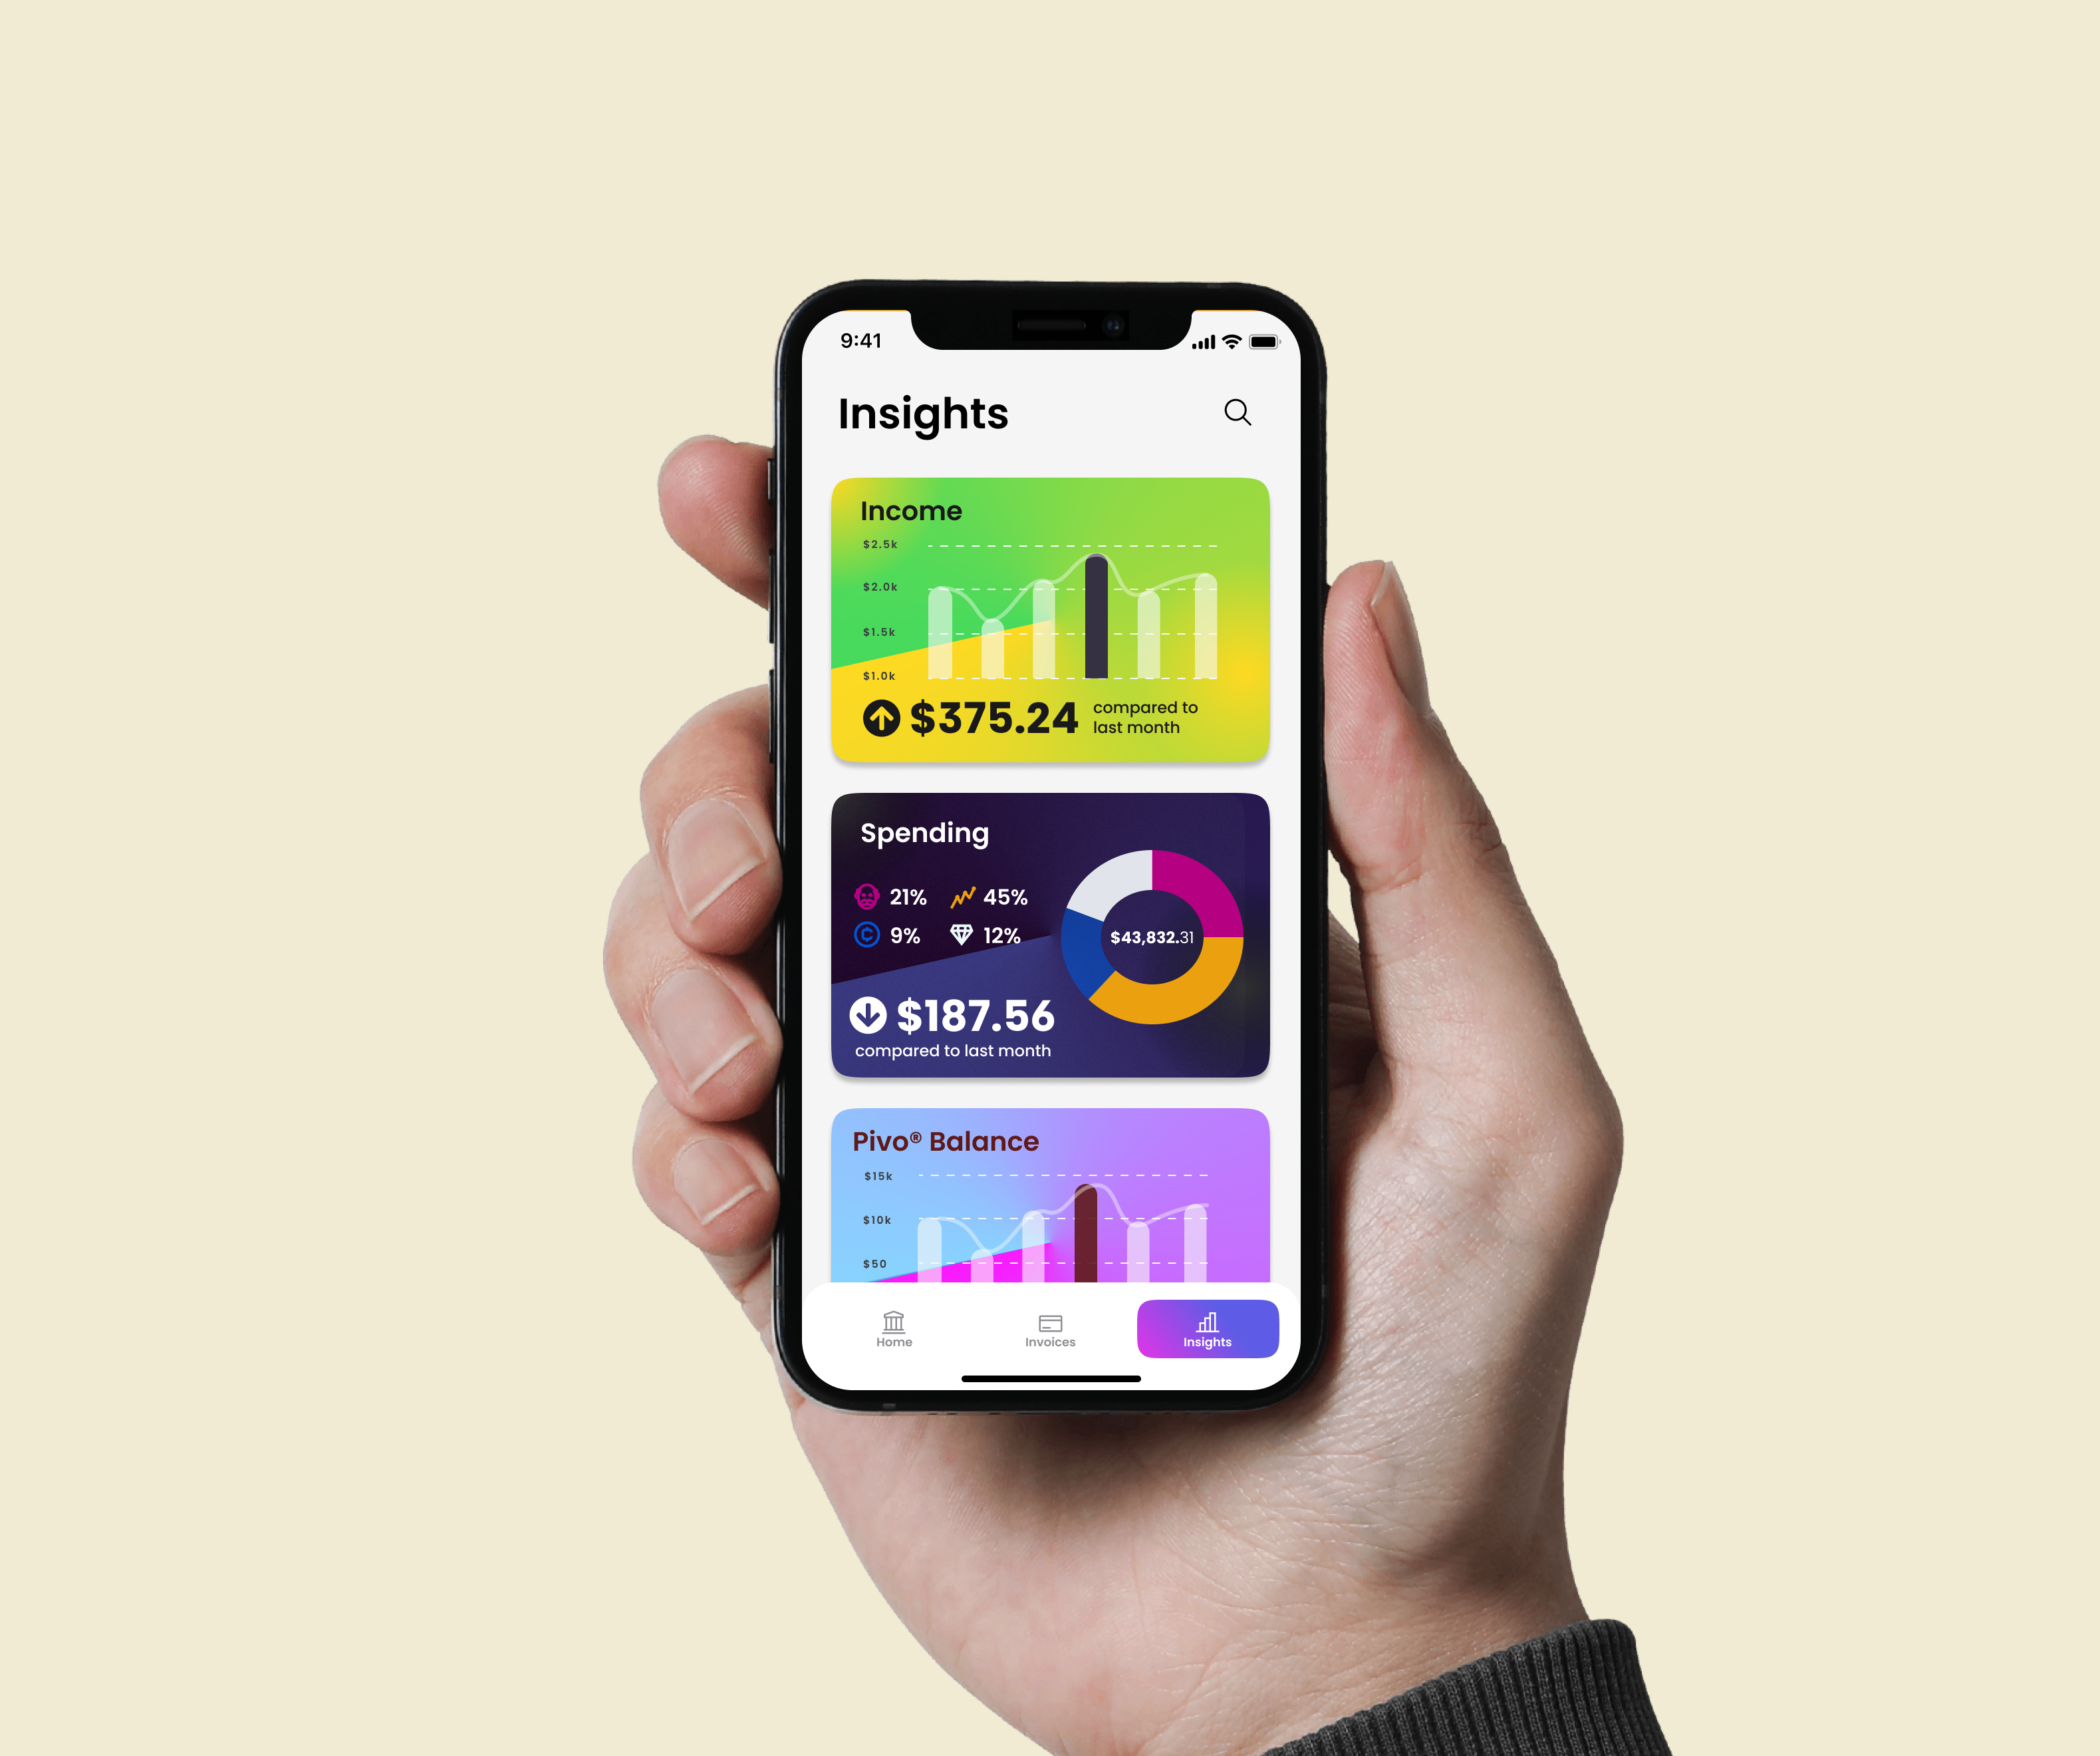 9:41
Insights
Income
$2.5k
$2.0k
$1.5k
$1.0k
$375.24
compared to
last month
Spending
21% 45%
9% 12%
$43,832.31
$187.56
compared to last month
Pivo® Balance
$15k
$10k
$50
Home Invoices Insights